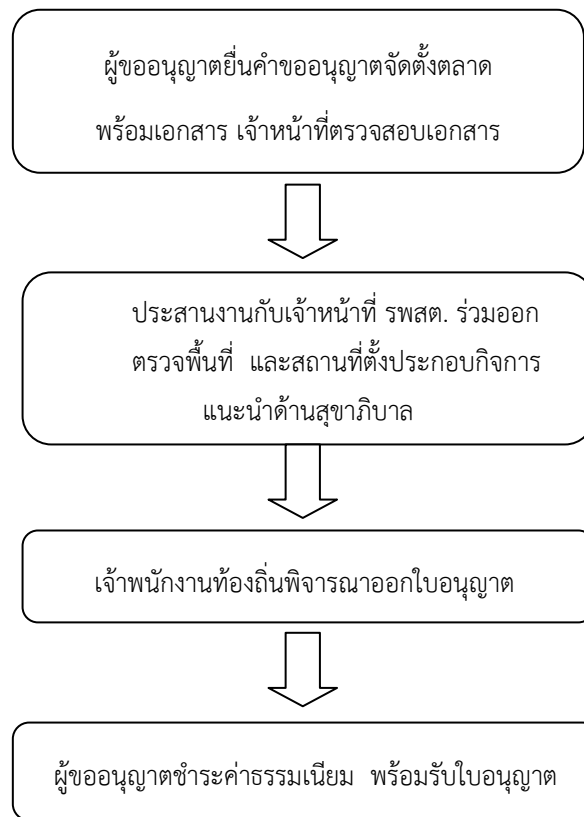 ผู้ขออนุญาตยื่นคำขออนุญาตจัดตั้งตลาด
พร้อมเอกสาร เจ้าหน้าที่ตรวจสอบเอกสาร
ประสานงานกับเจ้าหน้าที่ รพสต. ร่วมออก
ตรวจพื้นที่ และสถานที่ตั้งประกอบกิจการ
แนะนำด้านสุขาภิบาล
เจ้าพนักงานท้องถิ่นพิจารณาออกใบอนุญาต
ผู้ขออนุญาตชำระค่าธรรมเนียม พร้อมรับใบอนุญาต